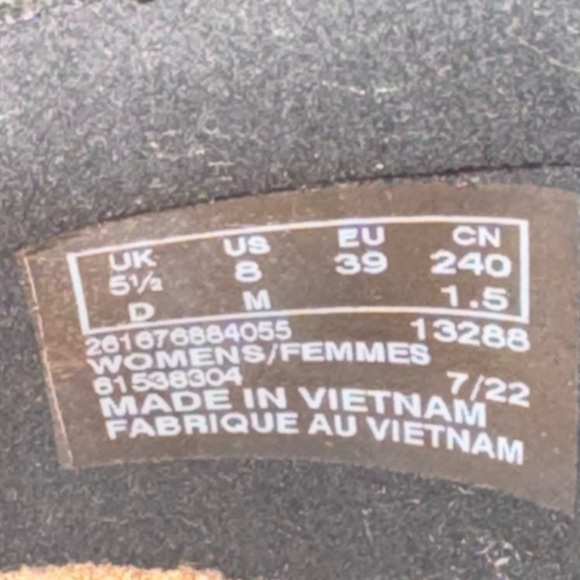 UK US EU CN
5½ 8 39 240
D M 1.5
261676884055 13288
WOMENS/FEMMES
61538304 7/22
MADE IN VIETNAM
FABRIQUE AU VIETNAM